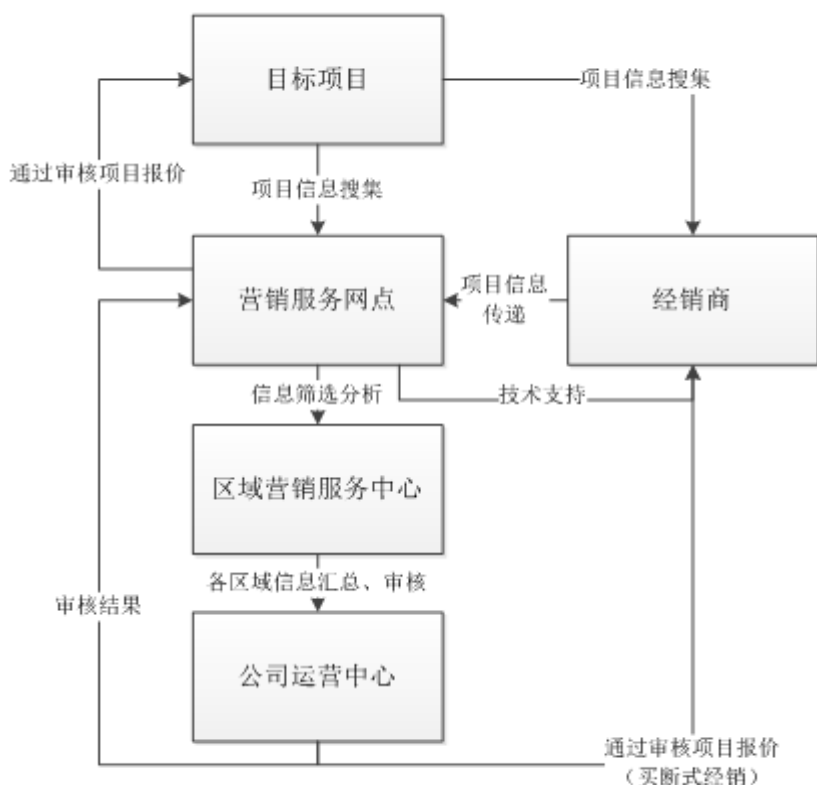 目标项目
项目信息搜集
通过审核项目报价
项目信息搜集
营销服务网点
项目信息
传递
经销商
信息筛选分析
技术支持
区域营销服务中心
各区域信息汇总、审核
审核结果
公司运营中心
通过审核项目报价
（买断式经销）